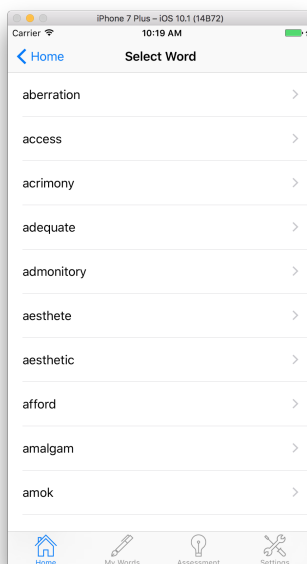 iPhone 7 Plus – iOS 10.1 (14B72)
Carrier 10:19 AM
Home Select Word
aberration
access
acrimony
adequate
admonitory
aesthete
aesthetic
afford
amalgam
amok
Home My Words Assessment Settings